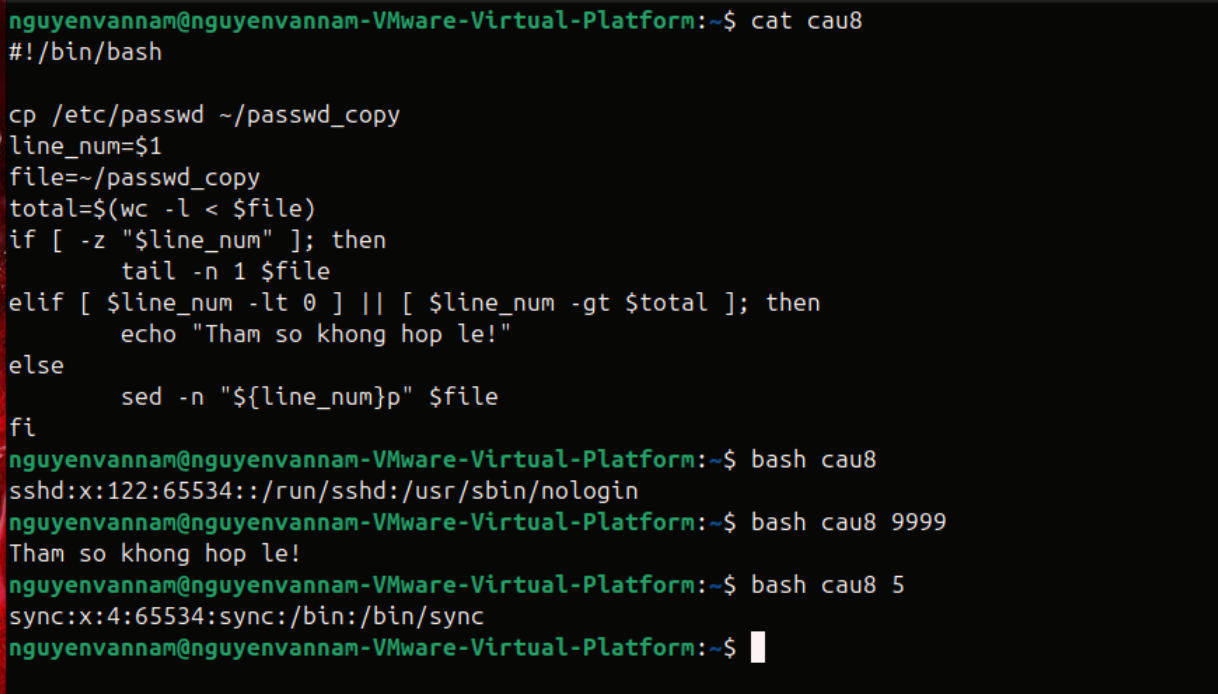 nguyenvannam@nguyenvannam-VMware-Virtual-Platform:~$ cat cau8
#!/bin/bash

cp /etc/passwd ~/passwd_copy
line_num=$1
file=~/passwd_copy
total=$(wc -l < $file)
if [ -z "$line_num" ]; then
        tail -n 1 $file
elif [ $line_num -lt 0 ] || [ $line_num -gt $total ]; then
        echo "Tham so khong hop le!"
else
        sed -n "${line_num}p" $file
fi
nguyenvannam@nguyenvannam-VMware-Virtual-Platform:~$ bash cau8
sshd:x:122:65534::/run/sshd:/usr/sbin/nologin
nguyenvannam@nguyenvannam-VMware-Virtual-Platform:~$ bash cau8 9999
Tham so khong hop le!
nguyenvannam@nguyenvannam-VMware-Virtual-Platform:~$ bash cau8 5
sync:x:4:65534:sync:/bin:/bin/sync
nguyenvannam@nguyenvannam-VMware-Virtual-Platform:~$